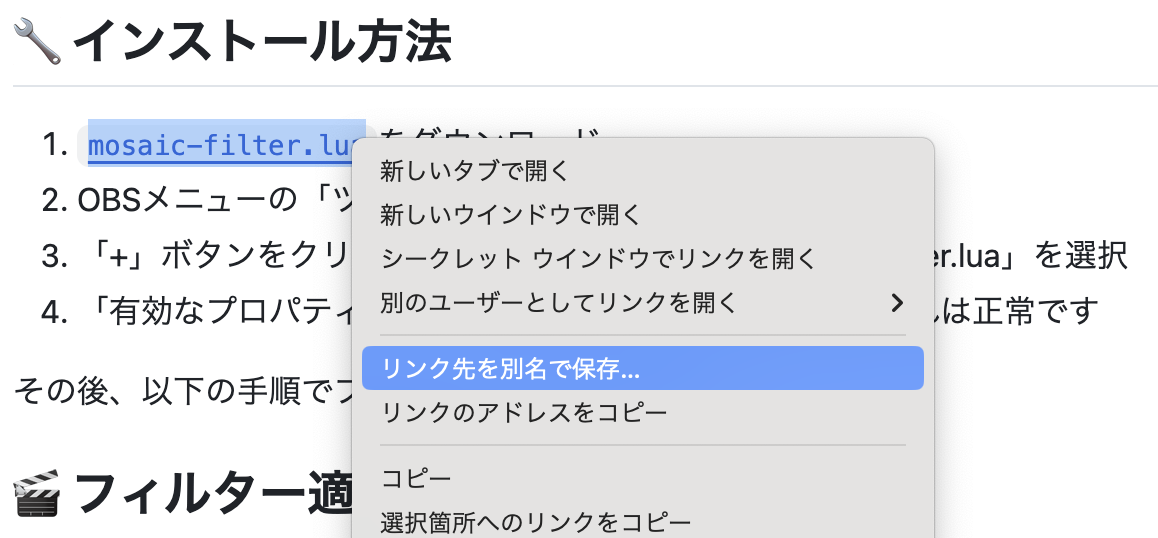 🔧 インストール方法
1. mosaic-filter.lua をダウンロード
2. OBSメニューの「ツ
3. 「+」ボタンをクリ er.lua」を選択
4. 「有効なプロパティ は正常です
その後、以下の手順でフ
🎬 フィルター適
新しいタブで開く
新しいウインドウで開く
シークレット ウインドウでリンクを開く
別のユーザーとしてリンクを開く
リンク先を別名で保存...
リンクのアドレスをコピー
コピー
選択箇所へのリンクをコピー